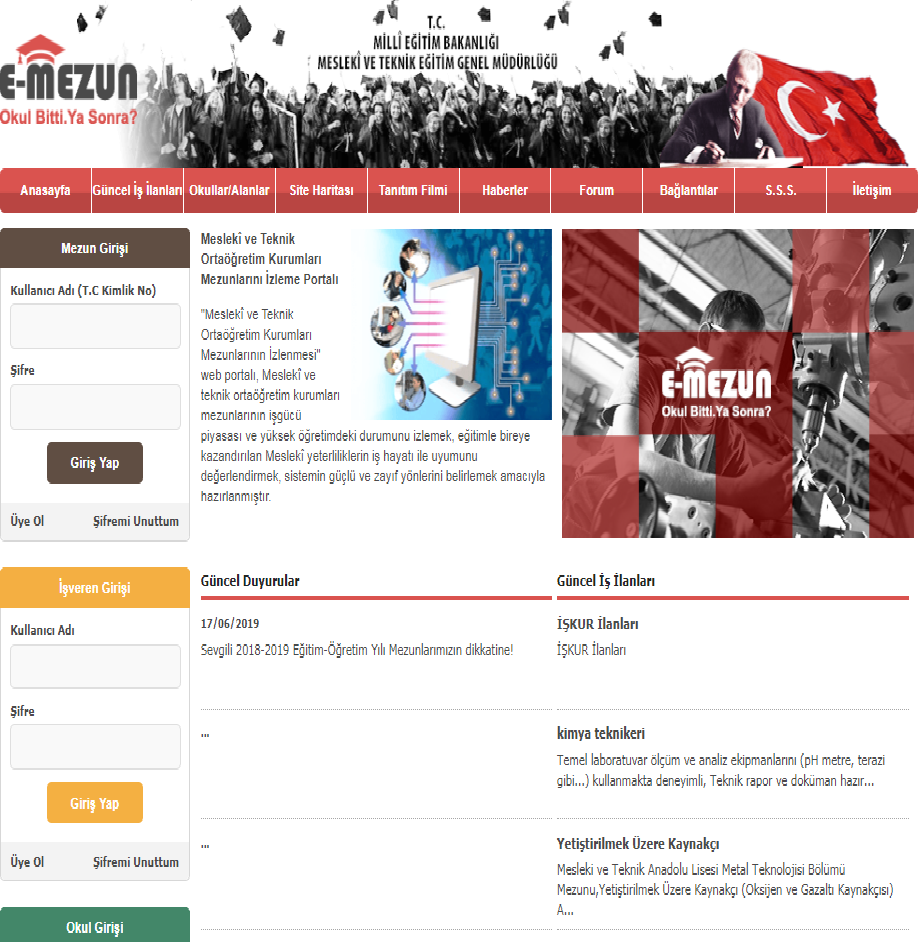 T.C.
MİLLÎ EĞİTİM BAKANLIĞI
MESLEKÎ VE TEKNİK EĞİTİM GENEL MÜDÜRLÜĞÜ
E-MEZUN
Okul Bitti.Ya Sonra?
Anasayfa
Güncel İş İlanları
Okullar/Alanlar
Site Haritası
Tanıtım Filmi
Haberler
Forum
Bağlantılar
S.S.S.
İletişim
Mezun Girişi
Kullanıcı Adı (T.C Kimlik No)
Şifre
Giriş Yap
Üye Ol
Şifremi Unuttum
Meslekî ve Teknik
Ortaöğretim Kurumları
Mezunlarını İzleme Portalı
"Meslekî ve Teknik
Ortaöğretim Kurumları
Mezunlarının İzlenmesi"
web portalı, Meslekî ve
teknik ortaöğretim kurumları
mezunlarının işgücü
piyasası ve yüksek öğretimdeki durumunu izlemek, eğitimle bireye
kazandırılan Meslekî yeterliliklerin iş hayatı ile uyumunu
değerlendirmek, sistemin güçlü ve zayıf yönlerini belirlemek amacıyla
hazırlanmıştır.
E-MEZUN
Okul Bitti.Ya Sonra?
İşveren Girişi
Kullanıcı Adı
Şifre
Giriş Yap
Üye Ol
Şifremi Unuttum
Okul Girişi
Güncel Duyurular
17/06/2019
Sevgili 2018-2019 Eğitim-Öğretim Yılı Mezunlarımızın dikkatine!
...
...
Güncel İş İlanları
İŞKUR İlanları
İŞKUR İlanları
kimya teknikeri
Temel laboratuvar ölçüm ve analiz ekipmanlarını (pH metre, terazi
gibi...) kullanmakta deneyimli, Teknik rapor ve doküman hazır...
Yetiştirilmek Üzere Kaynakçı
Mesleki ve Teknik Anadolu Lisesi Metal Teknolojisi Bölümü
Mezunu,Yetiştirilmek Üzere Kaynakçı (Oksijen ve Gazaltı Kaynakçısı)
A...